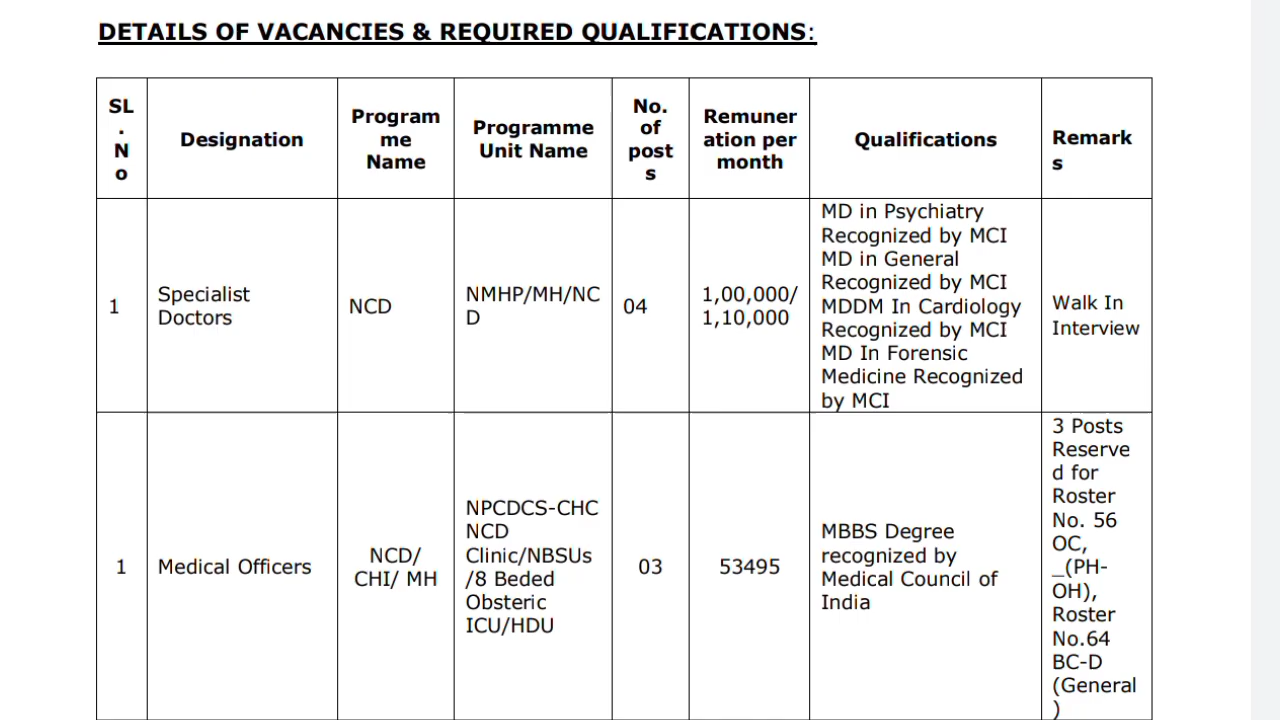 DETAILS OF VACANCIES & REQUIRED QUALIFICATIONS:
SL
.
N
o
Designation
Program
me
Name
Programme
Unit Name
No.
of
post
s
Remuner
ation per
month
Qualifications
Remark
s
1
Specialist
Doctors
NCD
NMHP/MH/NC
D
04
1,00,000/
1,10,000
MD in Psychiatry
Recognized by MCI
MD in General
Recognized by MCI
MDDM In Cardiology
Recognized by MCI
MD In Forensic
Medicine Recognized
by MCI
Walk In
Interview
1
Medical Officers
NCD/
CHI/ MH
NPCDCS-CHC
NCD
Clinic/NBSUs
/8 Beded
Obsteric
ICU/HDU
03
53495
MBBS Degree
recognized by
Medical Council of
India
3 Posts
Reserve
d for
Roster
No. 56
OC,
_(PH-
OH),
Roster
No.64
BC-D
(General
)